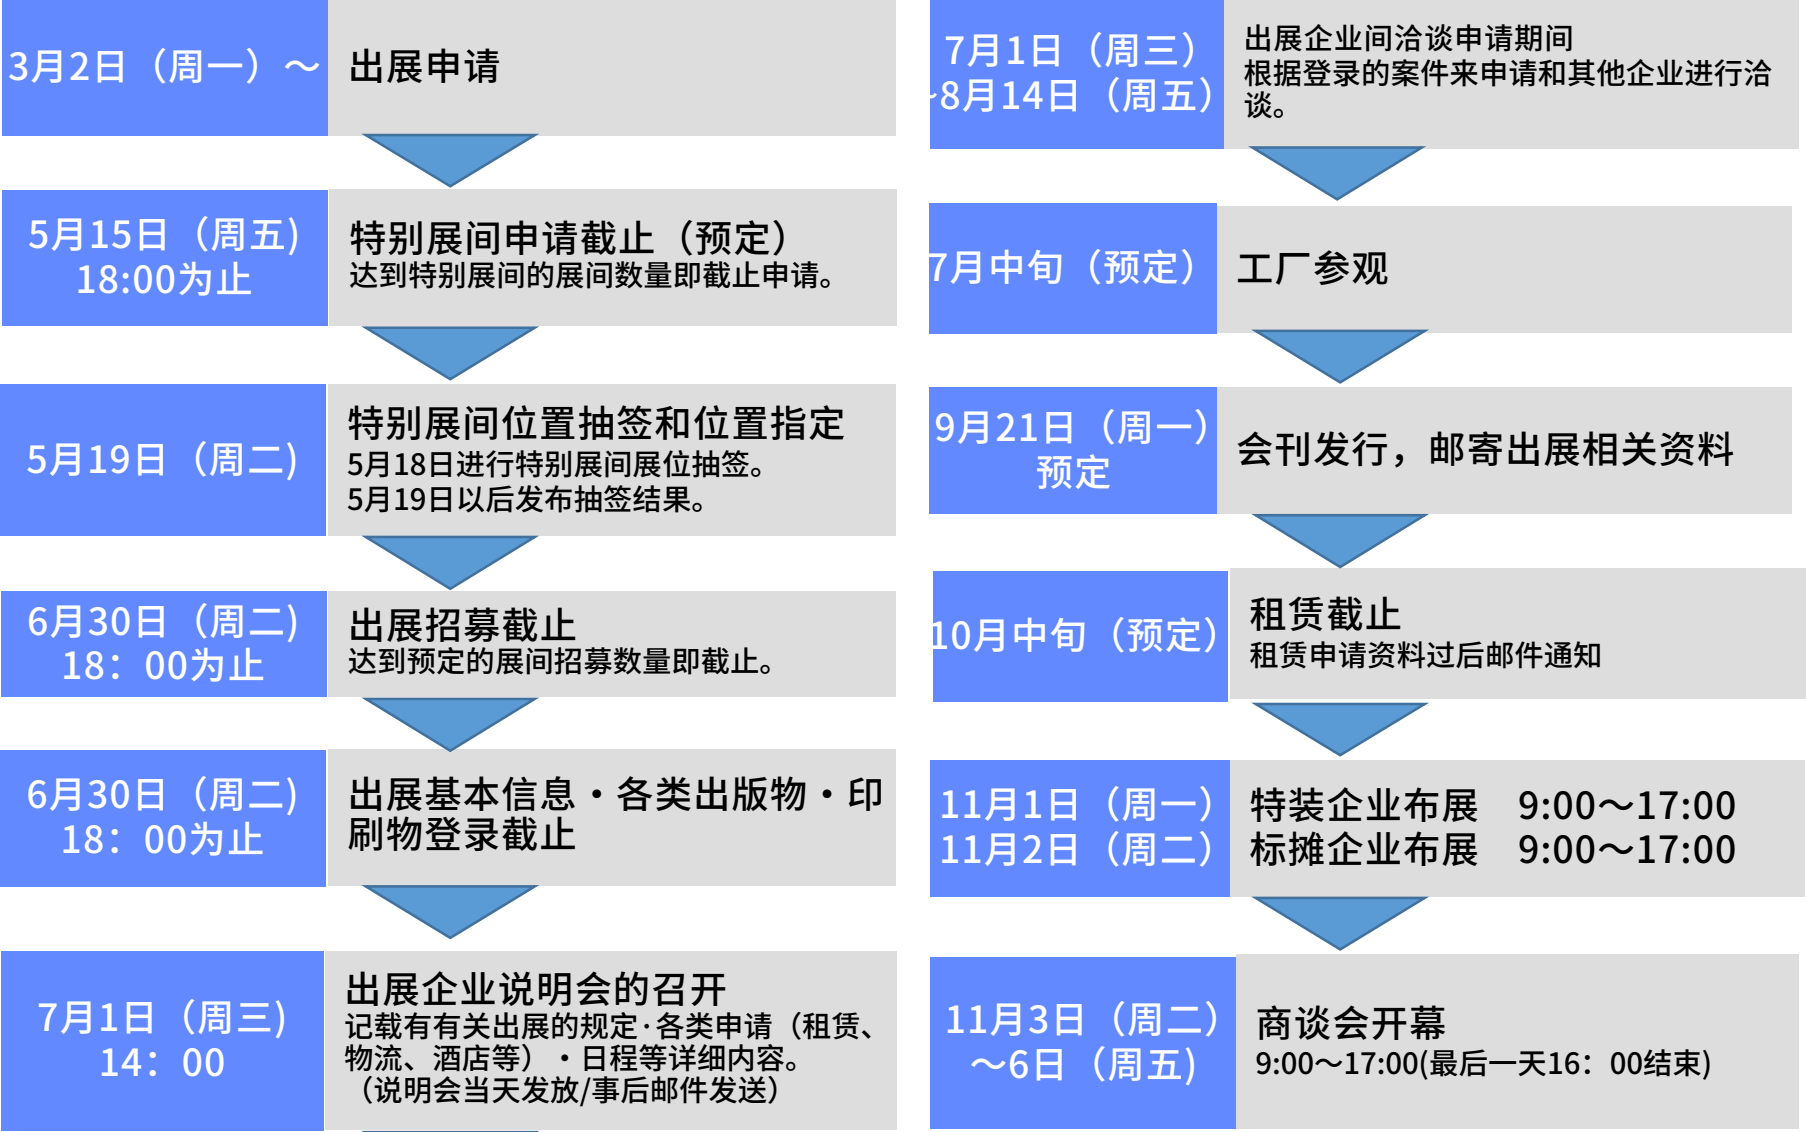 3月2日（周一）～
出展申请
5月15日（周五)
18:00为止
特别展间申请截止（预定）
达到特别展间的展间数量即截止申请。
5月19日（周二)
特别展间位置抽签和位置指定
5月18日进行特别展间展位抽签。
5月19日以后发布抽签结果。
6月30日（周二)
18：00为止
出展招募截止
达到预定的展间招募数量即截止。
6月30日（周二)
18：00为止
出展基本信息・各类出版物・印
刷物登录截止
7月1日（周三)
14：00
出展企业说明会的召开
记载有有关出展的规定·各类申请（租赁、
物流、酒店等）・日程等详细内容。
（说明会当天发放/事后邮件发送）
7月1日（周三）
~8月14日（周五）
出展企业间洽谈申请期间
根据登录的案件来申请和其他企业进行洽
谈。
7月中旬（预定）
工厂参观
9月21日（周一）
预定
会刊发行，邮寄出展相关资料
10月中旬（预定）
租赁截止
租赁申请资料过后邮件通知
11月1日（周一）
11月2日（周二）
特装企业布展　9:00～17:00
标摊企业布展　9:00～17:00
11月3日（周二）
～6日（周五)
商谈会开幕
9:00～17:00(最后一天16：00结束)